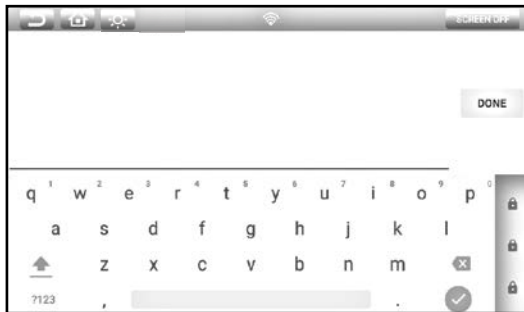 SCREEN OFF
DONE
q 1 w 2 e 3 r 4 t 5 y 6 u 7 i 8 o 9 p 0
a s d f g h j k l
z x c v b n m
?123 , .